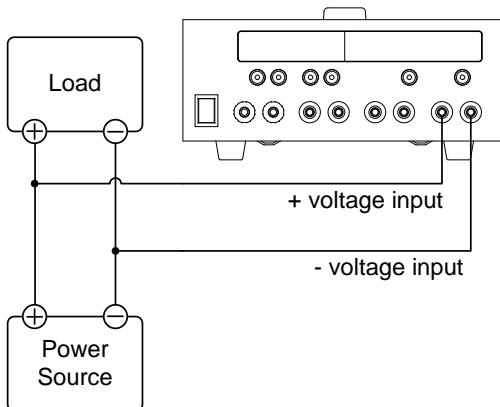 Load
+
−
+ voltage input
- voltage input
+
−
Power
Source